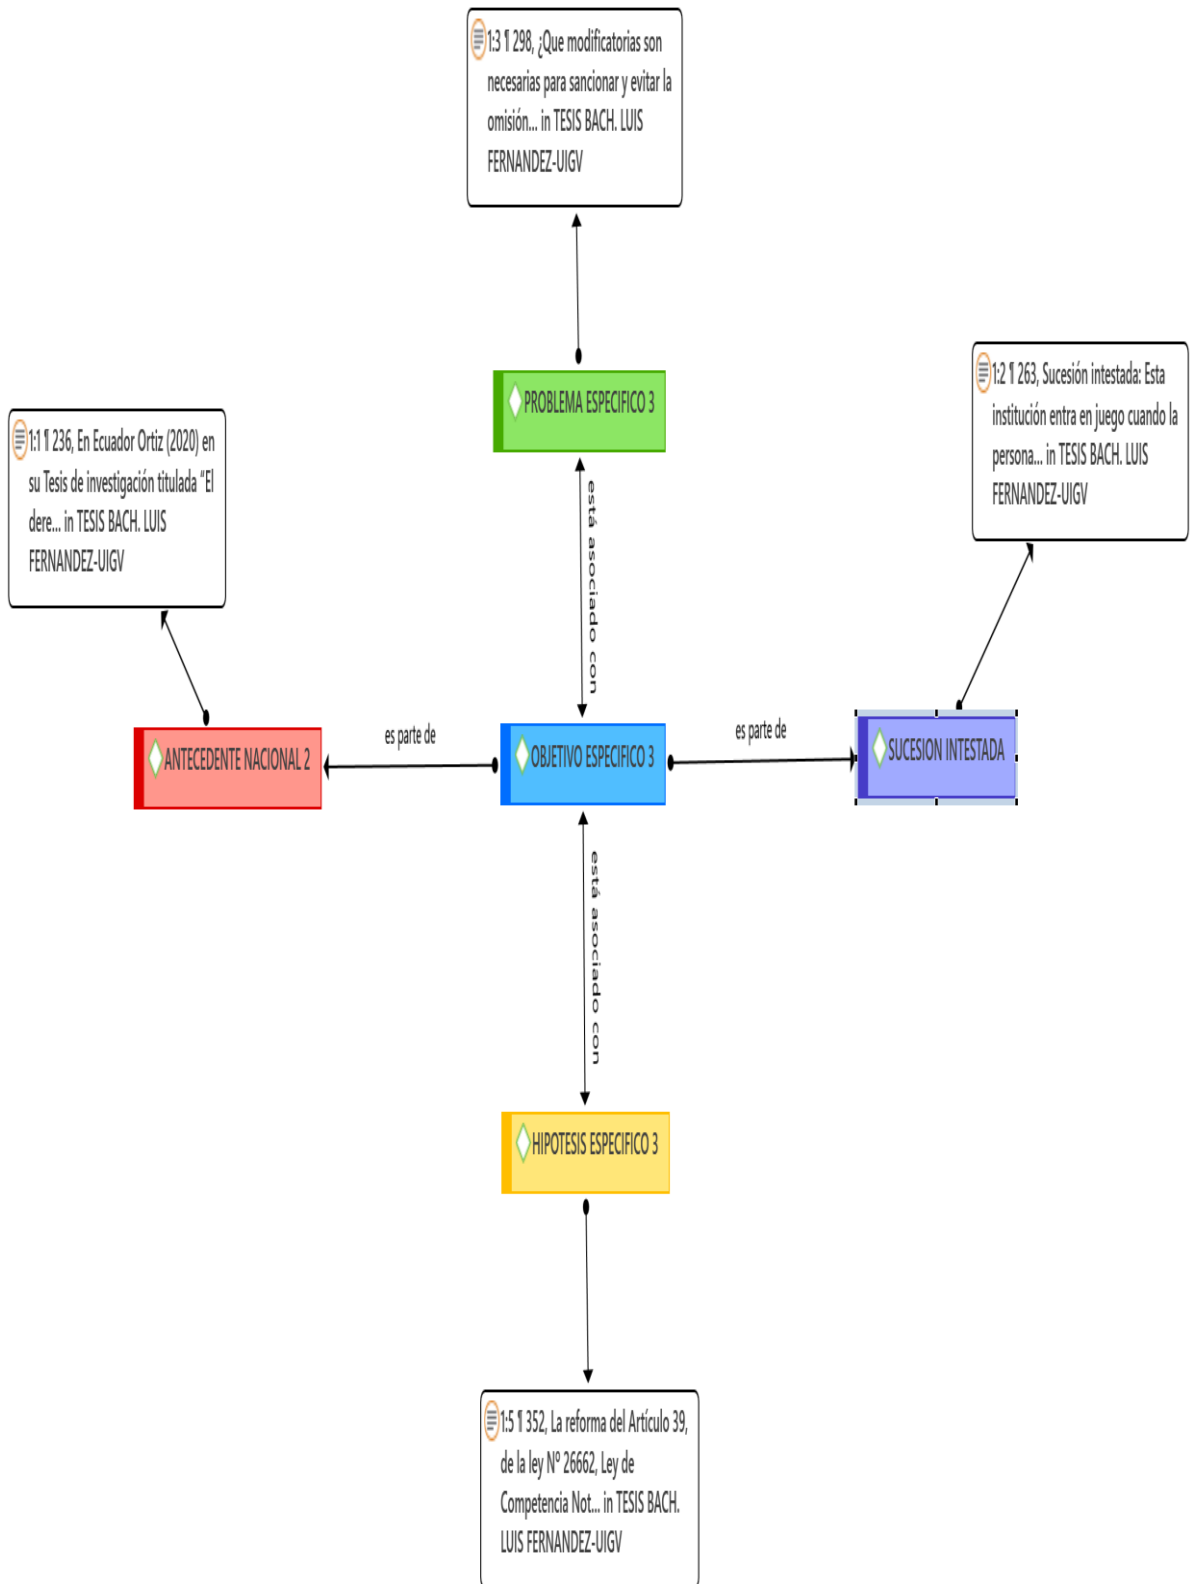 1:3 ¶ 298, ¿Que modificatorias son
necesarias para sancionar y evitar la
omisión... in TESIS BACH. LUIS
FERNANDEZ-UIGV
1:2 ¶ 263, Sucesión intestada: Esta
institución entra en juego cuando la
persona... in TESIS BACH. LUIS
FERNANDEZ-UIGV
PROBLEMA ESPECIFICO 3
1:1 ¶ 236, En Ecuador Ortiz (2020) en
su Tesis de investigación titulada “El
dere... in TESIS BACH. LUIS
FERNANDEZ-UIGV
está asociado con
ANTECEDENTE NACIONAL 2
es parte de
OBJETIVO ESPECIFICO 3
es parte de
SUCESION INTESTADA
está asociado con
HIPOTESIS ESPECIFICO 3
1:5 ¶ 352, La reforma del Artículo 39,
de la ley Nº 26662, Ley de
Competencia Not... in TESIS BACH.
LUIS FERNANDEZ-UIGV